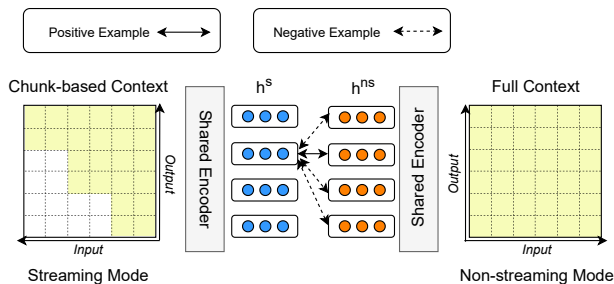 Positive Example
Negative Example
Chunk-based Context
h^s
h^ns
Full Context
Shared Encoder
Shared Encoder
Output
Output
Input
Input
Streaming Mode
Non-streaming Mode